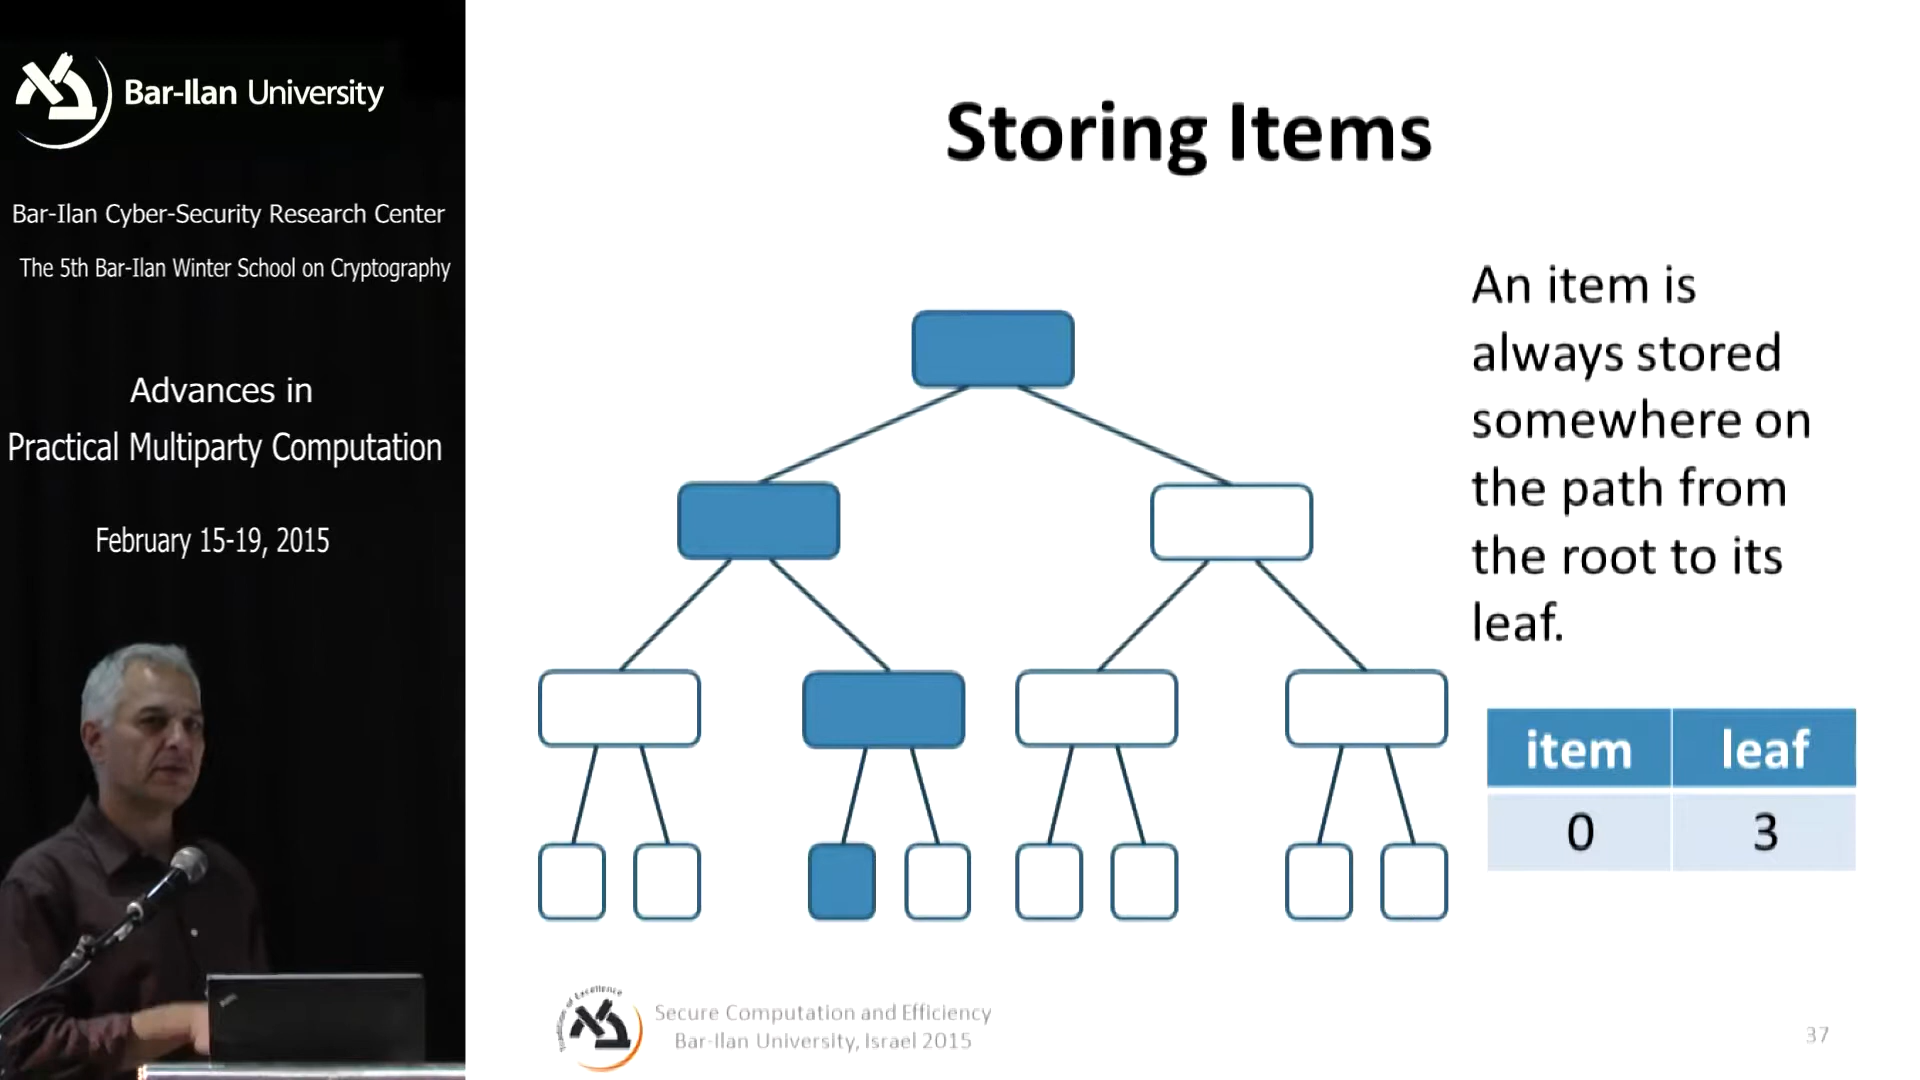 Bar-Ilan University
Bar-Ilan Cyber-Security Research Center
The 5th Bar-Ilan Winter School on Cryptography
Advances in
Practical Multiparty Computation
February 15-19, 2015
Storing Items
An item is
always stored
somewhere on
the path from
the root to its
leaf.
item leaf
0 3
Secure Computation and Efficiency
Bar-Ilan University, Israel 2015
37